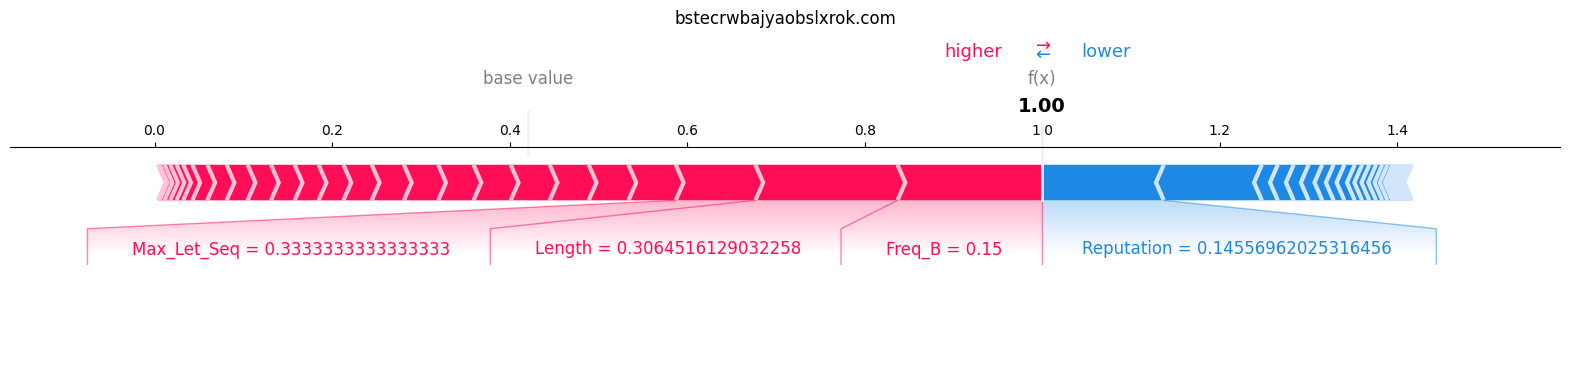 bstecrwbajyaobslxrok.com
higher → ← lower
base value f(x)
1.00
0.0 0.2 0.4 0.6 0.8 1 0 1.2 1.4
Max_Let_Seq = 0.3333333333333333 Length = 0.3064516129032258 Freq_B = 0.15 Reputation = 0.14556962025316456